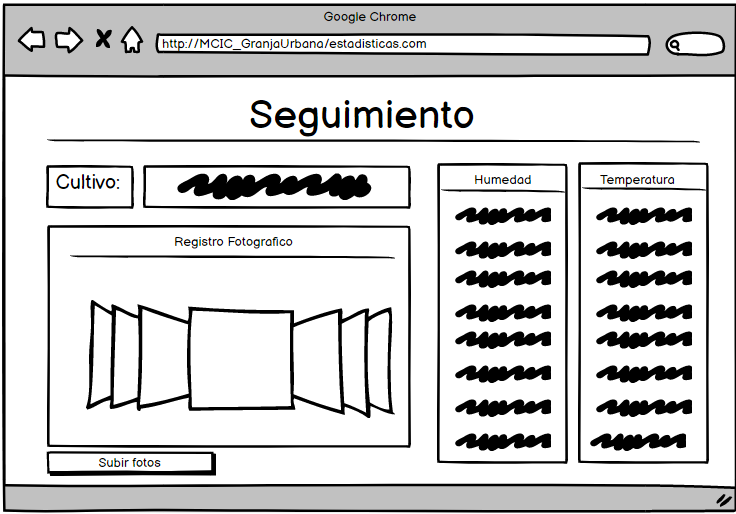 Google Chrome
http://MCIC_GranjaUrbana/estadisticas.com
Seguimiento
Cultivo:
Registro Fotografico
Subir fotos
Humedad
Temperatura